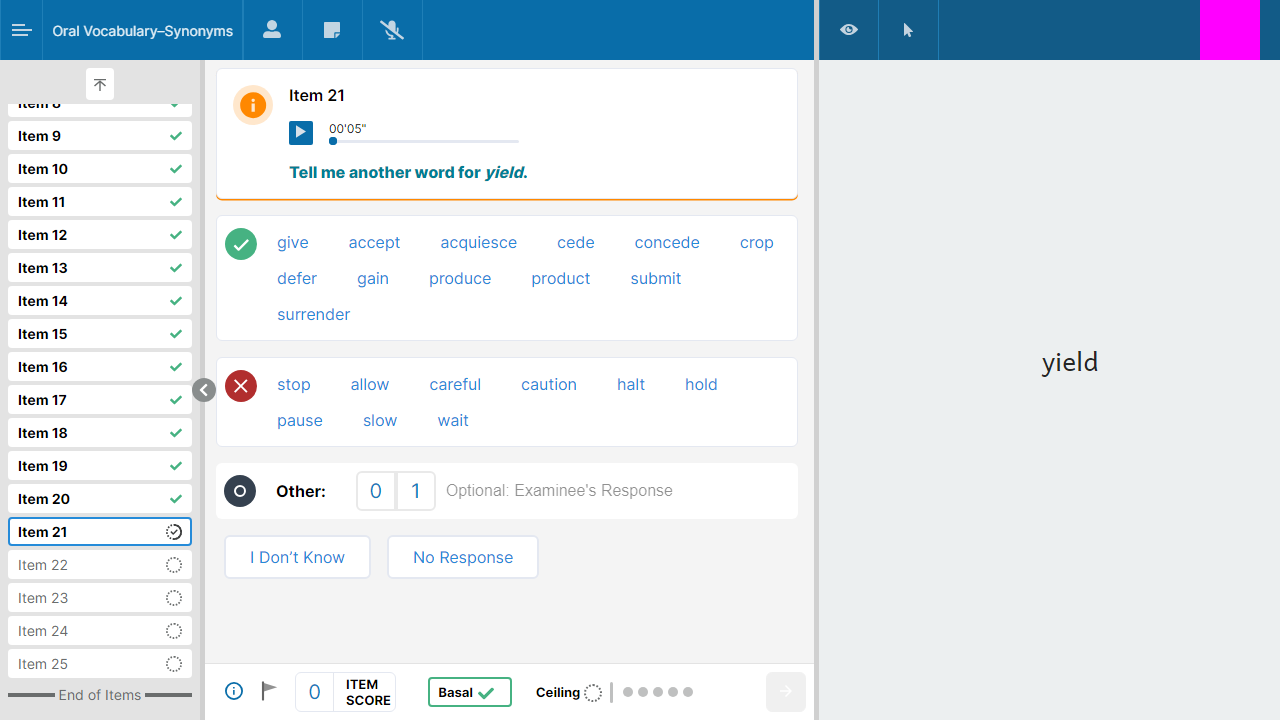 Oral Vocabulary–Synonyms
Item 8
Item 9
Item 10
Item 11
Item 12
Item 13
Item 14
Item 15
Item 16
Item 17
Item 18
Item 19
Item 20
Item 21
Item 22
Item 23
Item 24
Item 25
End of Items
Item 21
00'05"
Tell me another word for yield.
give accept acquiesce cede concede crop
defer gain produce product submit
surrender
stop allow careful caution halt hold
pause slow wait
Other: 0 1 Optional: Examinee's Response
I Don’t Know No Response
0 ITEM SCORE Basal Ceiling
yield